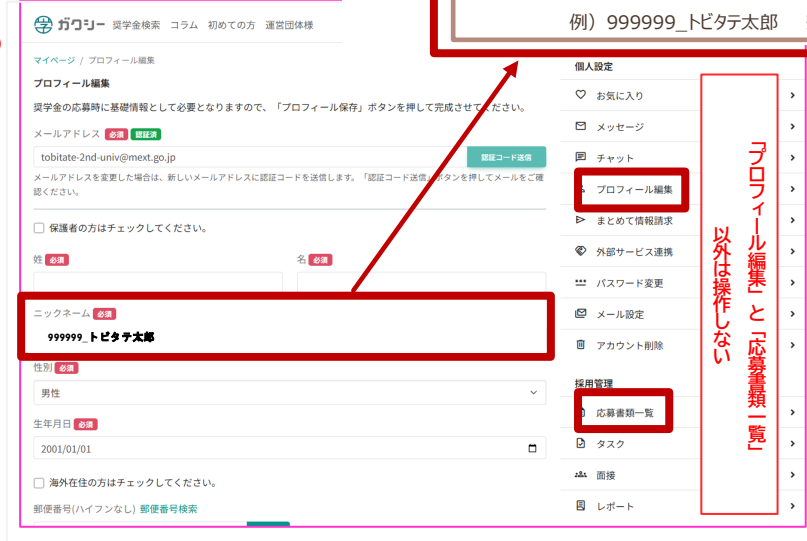 ガクシー 奨学金検索 コラム 初めての方 運営団体様
例）999999_トビタテ太郎
マイページ / プロフィール編集
プロフィール編集
奨学金の応募時に基礎情報として必要となりますので、「プロフィール保存」ボタンを押して完成させてください。
メールアドレス 必須 認証済
tobitate-2nd-univ@mext.go.jp 認証コード送信
メールアドレスを変更した場合は、新しいメールアドレスに認証コードを送信します。「認証コード送信」ボタンを押してメールをご確
認ください。
保護者の方はチェックしてください。
姓 必須 名 必須
ニックネーム 必須
999999_トビタテ太郎
性別 必須
男性
生年月日 必須
2001/01/01
海外在住の方はチェックしてください。
郵便番号(ハイフンなし) 郵便番号検索
個人設定
お気に入り
メッセージ
チャット
プロフィール編集
まとめて情報請求
外部サービス連携
パスワード変更
メール設定
アカウント削除
採用管理
応募書類一覧
タスク
面接
レポート
「プロフィール編集」と「応募書類一覧」
以外は操作しない